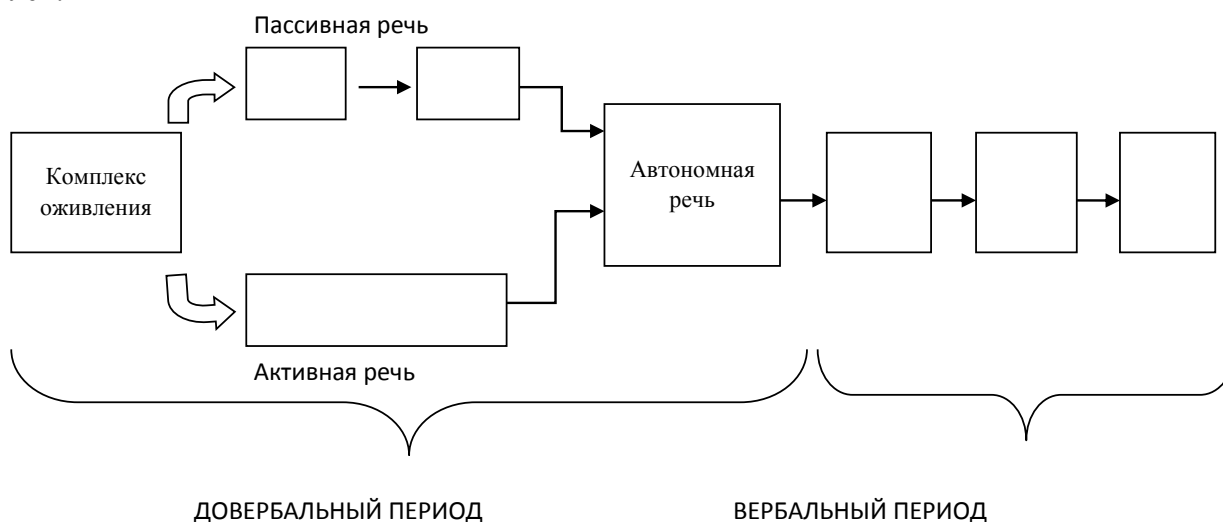 Пассивная речь
Комплекс
оживления
Автономная
речь
Активная речь
ДОВЕРБАЛЬНЫЙ ПЕРИОД
ВЕРБАЛЬНЫЙ ПЕРИОД